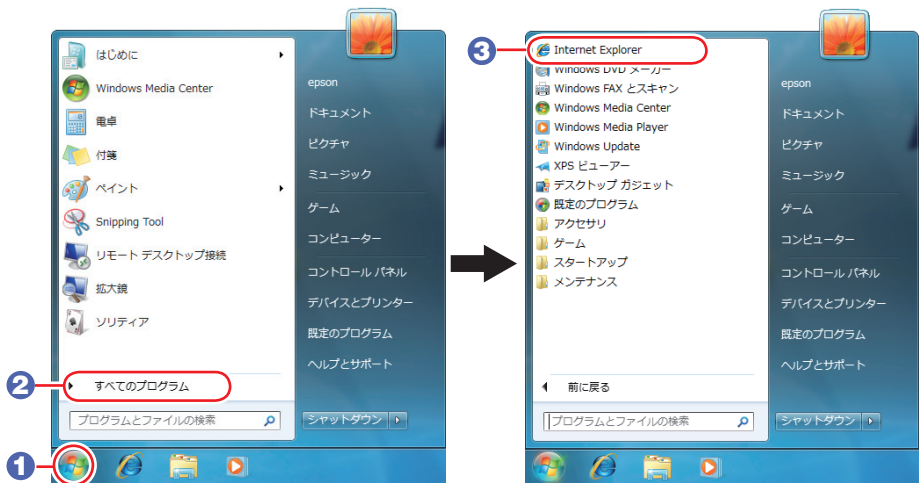 はじめに
Windows Media Center
電卓
付箋
ペイント
Snipping Tool
リモート デスクトップ接続
拡大鏡
ソリティア
2
すべてのプログラム
プログラムとファイルの検索
1
epson
ドキュメント
ピクチャ
ミュージック
ゲーム
コンピューター
コントロール パネル
デバイスとプリンター
既定のプログラム
ヘルプとサポート
シャットダウン
3
Internet Explorer
Windows DVD メーカー
Windows FAX とスキャン
Windows Media Center
Windows Media Player
Windows Update
XPS ビューアー
デスクトップ ガジェット
既定のプログラム
アクセサリ
ゲーム
スタートアップ
メンテナンス
前に戻る
プログラムとファイルの検索
epson
ドキュメント
ピクチャ
ミュージック
ゲーム
コンピューター
コントロール パネル
デバイスとプリンター
既定のプログラム
ヘルプとサポート
シャットダウン